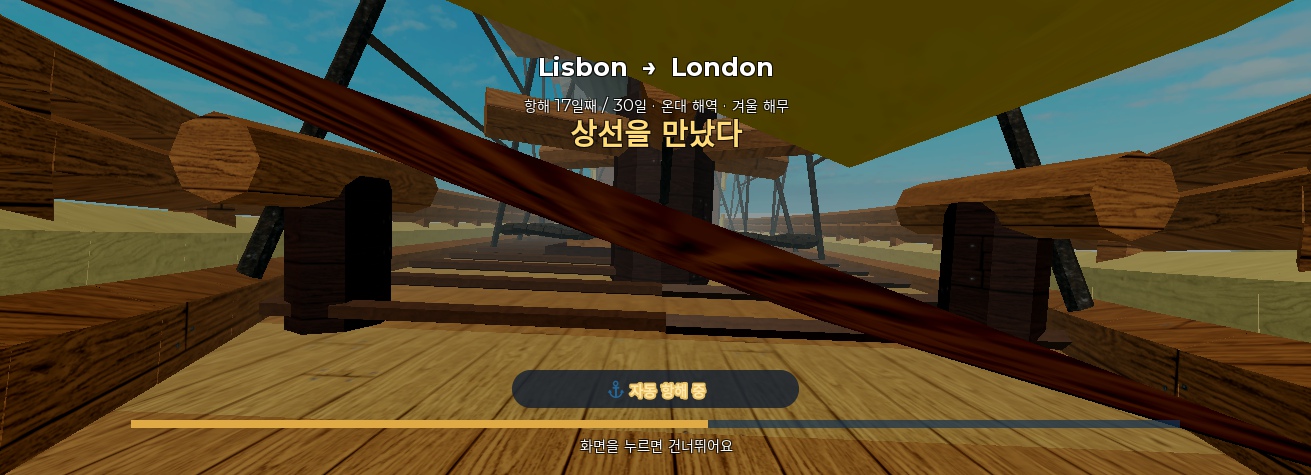 Lisbon → London
항해 17일째 / 30일 · 온대 해역 · 겨울 해무
상선을 만났다
⚓ 자동 항해 중
화면을 누르면 건너뛰어요